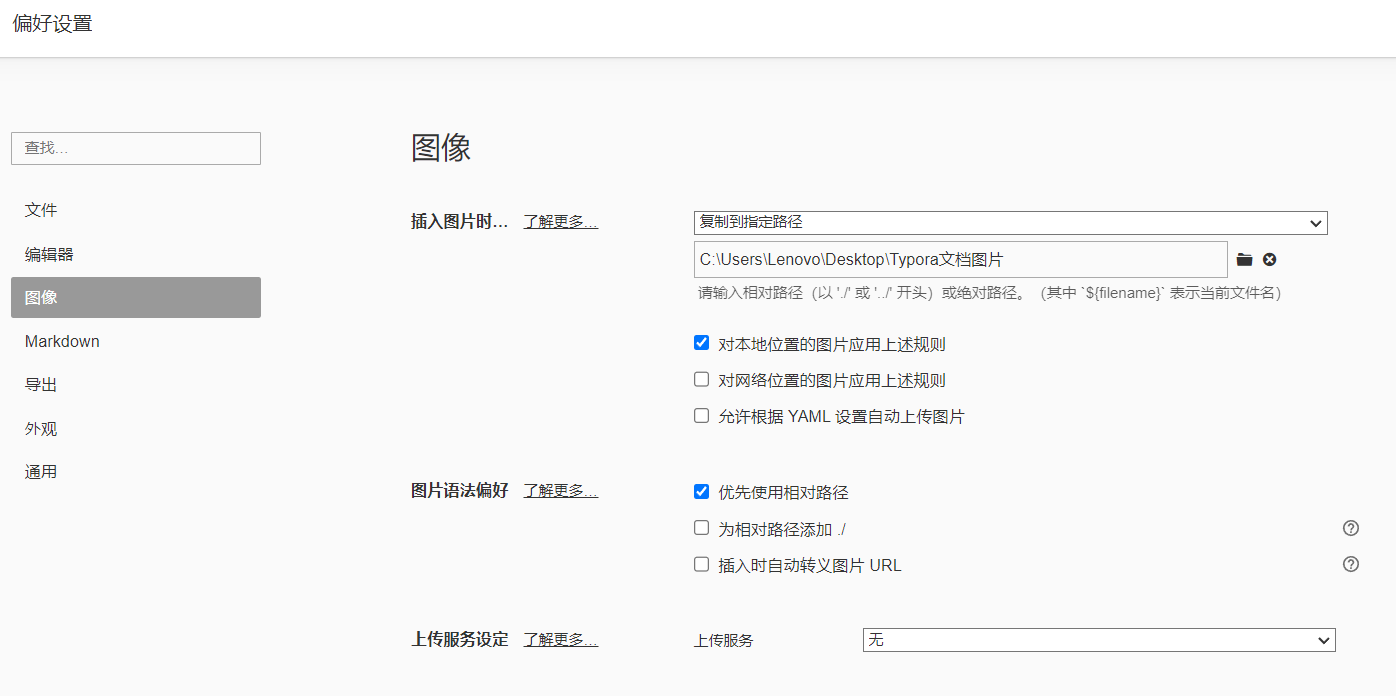 偏好设置
查找...
文件
编辑器
图像
Markdown
导出
外观
通用
图像
插入图片时... 了解更多... 复制到指定路径
C:\Users\Lenovo\Desktop\Typora文档图片
请输入相对路径（以 './' 或 '../' 开头）或绝对路径。（其中 `${filename}` 表示当前文件名）
对本地位置的图片应用上述规则
对网络位置的图片应用上述规则
允许根据 YAML 设置自动上传图片
图片语法偏好 了解更多... 优先使用相对路径
为相对路径添加 ./
插入时自动转义图片 URL
上传服务设定 了解更多... 上传服务 无